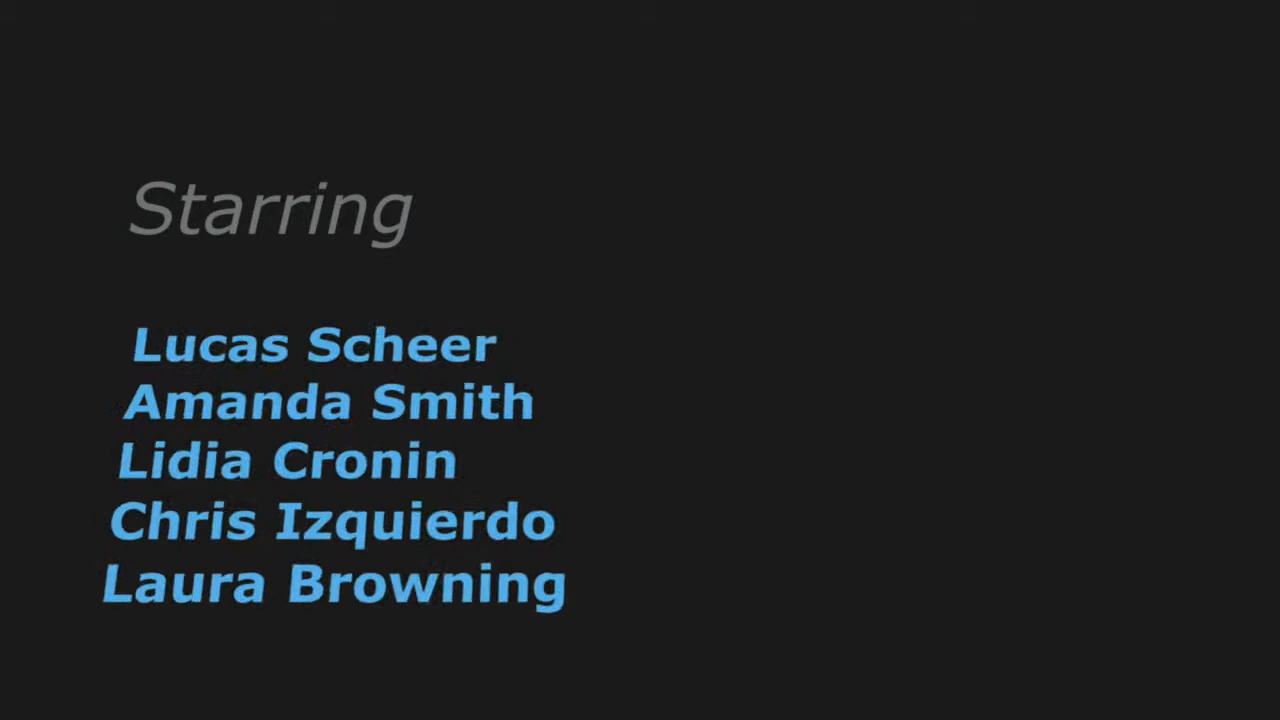 Starring
Lucas Scheer
Amanda Smith
Lidia Cronin
Chris Izquierdo
Laura Browning